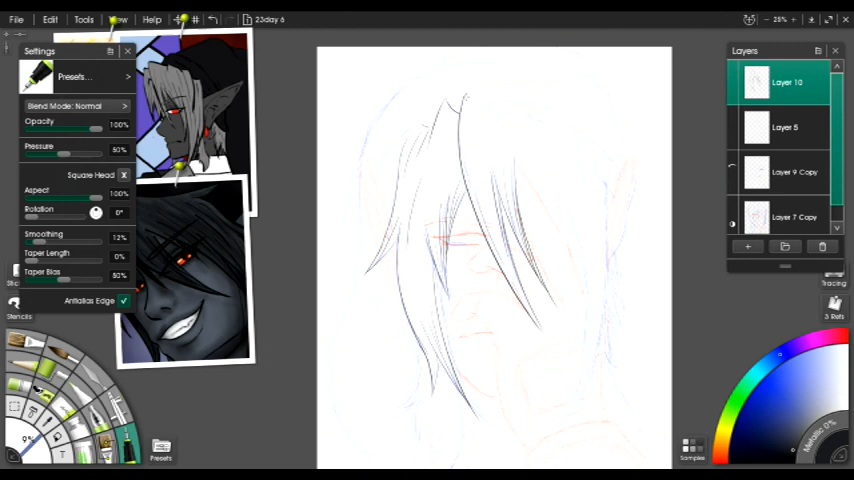 File Edit Tools View Help 23day 6 28%
Settings
Presets...
Blend Mode: Normal
Opacity 100%
Pressure 50%
Square Head X
Aspect 100%
Rotation 0°
Smoothing 12%
Taper Length 0%
Taper Bias 50%
Antialias Edge
Stencils
9%
T
Presets
Layers
Layer 10
Layer 5
Layer 9 Copy
Layer 7 Copy
Tracing
3 Refs
Samples
Metallic 0%